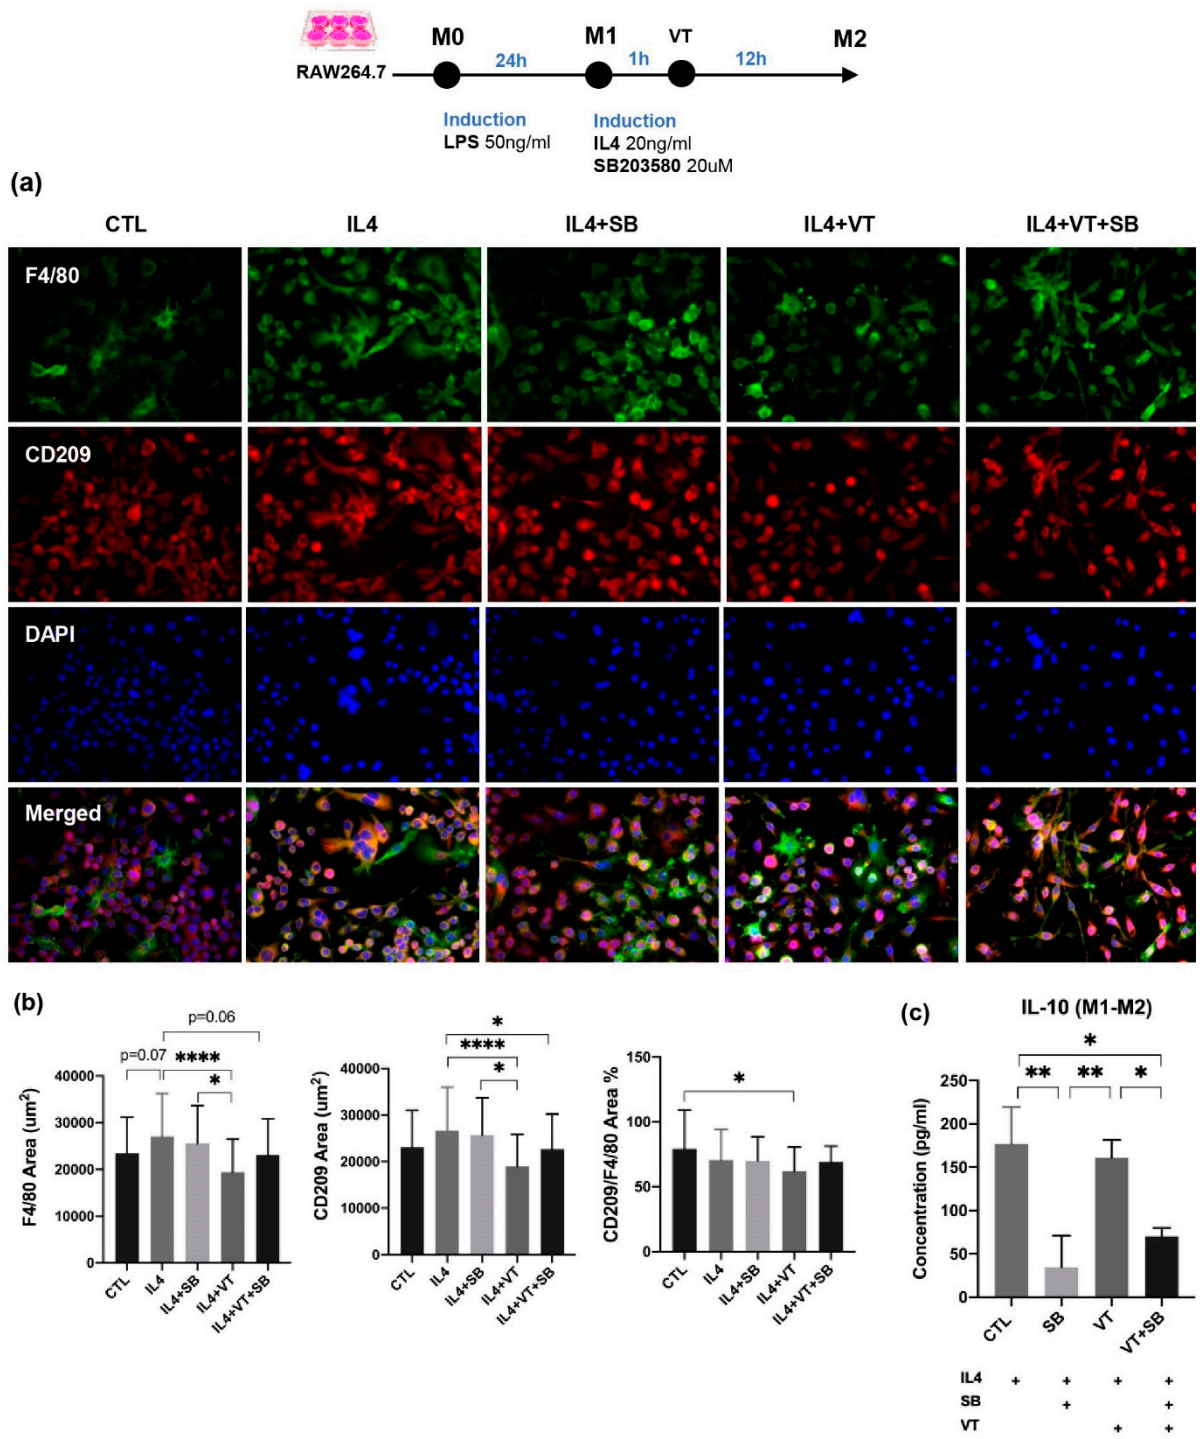 M0
M1
VT
M2
24h
1h
12h
RAW264.7
Induction
LPS 50ng/ml
Induction
IL4 20ng/ml
SB203580 20uM
(a)
CTL
IL4
IL4+SB
IL4+VT
IL4+VT+SB
F4/80
CD209
DAPI
Merged
(b)
p=0.06
p=0.07
****
*
F4/80 Area (um²)
40000
30000
20000
10000
0
CTL
IL4
IL4+SB
IL4+VT
IL4+VT+SB
*
****
*
CD209 Area (um²)
40000
30000
20000
10000
0
CTL
IL4
IL4+SB
IL4+VT
IL4+VT+SB
*
CD209/F4/80 Area %
150
100
50
0
CTL
IL4
IL4+SB
IL4+VT
IL4+VT+SB
(c)
IL-10 (M1-M2)
*
** ** *
Concentration (pg/ml)
250
200
150
100
50
0
CTL
SB
VT
VT+SB
IL4 + + + +
SB + +
VT + +